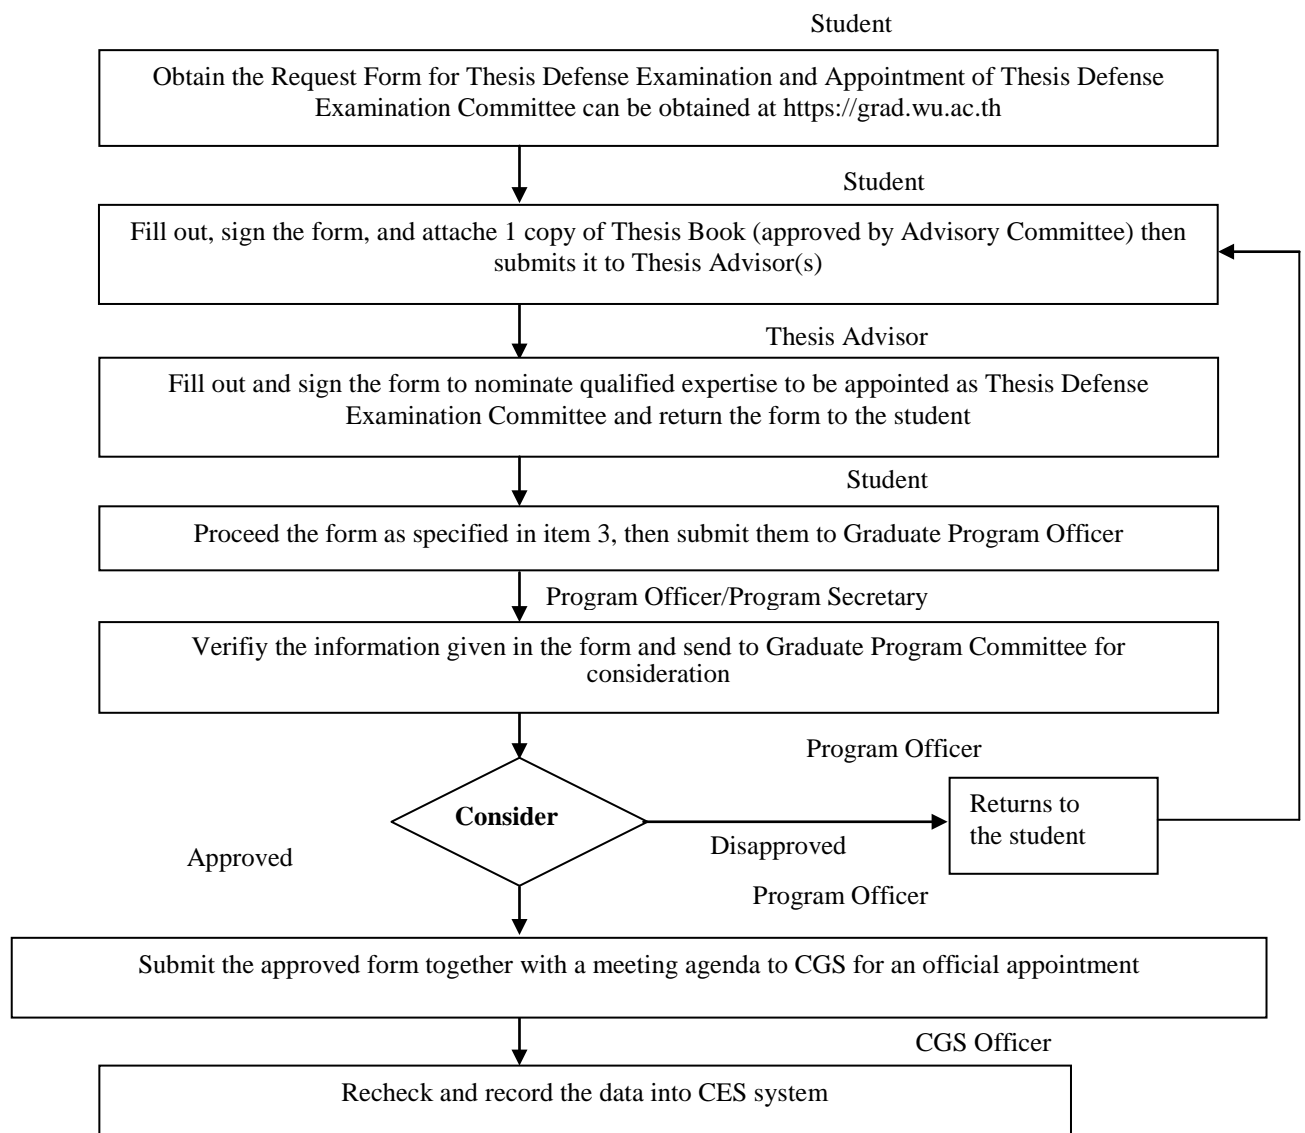 Student
Obtain the Request Form for Thesis Defense Examination and Appointment of Thesis Defense
Examination Committee can be obtained at https://grad.wu.ac.th
Student
Fill out, sign the form, and attache 1 copy of Thesis Book (approved by Advisory Committee) then
submits it to Thesis Advisor(s)
Thesis Advisor
Fill out and sign the form to nominate qualified expertise to be appointed as Thesis Defense
Examination Committee and return the form to the student
Student
Proceed the form as specified in item 3, then submit them to Graduate Program Officer
Program Officer/Program Secretary
Verifiy the information given in the form and send to Graduate Program Committee for
consideration
Program Officer
Consider
Returns to
the student
Disapproved
Approved
Program Officer
Submit the approved form together with a meeting agenda to CGS for an official appointment
CGS Officer
Recheck and record the data into CES system